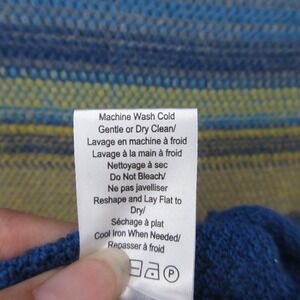 Machine Wash Cold
Gentle or Dry Clean/
Lavage en machine à froid
Lavage à la main à froid
Nettoyage à sec
Do Not Bleach/
Ne pas javelliser
Reshape and Lay Flat to
Dry/
Séchage à plat
Cool Iron When Needed/
Repasser à froid
P